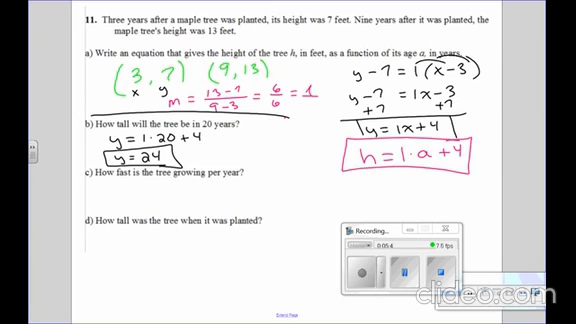 11. Three years after a maple tree was planted, its height was 7 feet. Nine years after it was planted, the
maple tree's height was 13 feet.
a) Write an equation that gives the height of the tree h, in feet, as a function of its age a, in years.
(3, 7) (9, 13)
x y
m = 13-7/9-3 = 6/6 = 1
y - 7 = 1(x - 3)
y - 7 = 1x - 3
+7 +7
y = 1x + 4
h = 1·a + 4
b) How tall will the tree be in 20 years?
y = 1·20 + 4
y = 24
c) How fast is the tree growing per year?
d) How tall was the tree when it was planted?
Recording...
0:05:4
7.5 fps
clideo.com
Extend Page